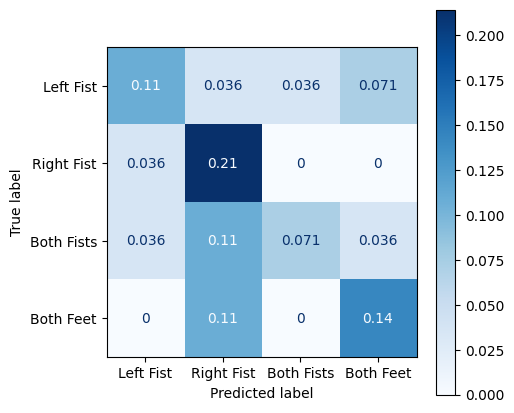 Left Fist 0.11 0.036 0.036 0.071
Right Fist 0.036 0.21 0 0
Both Fists 0.036 0.11 0.071 0.036
Both Feet 0 0.11 0 0.14
Left Fist Right Fist Both Fists Both Feet
Predicted label
True label
0.200
0.175
0.150
0.125
0.100
0.075
0.050
0.025
0.000